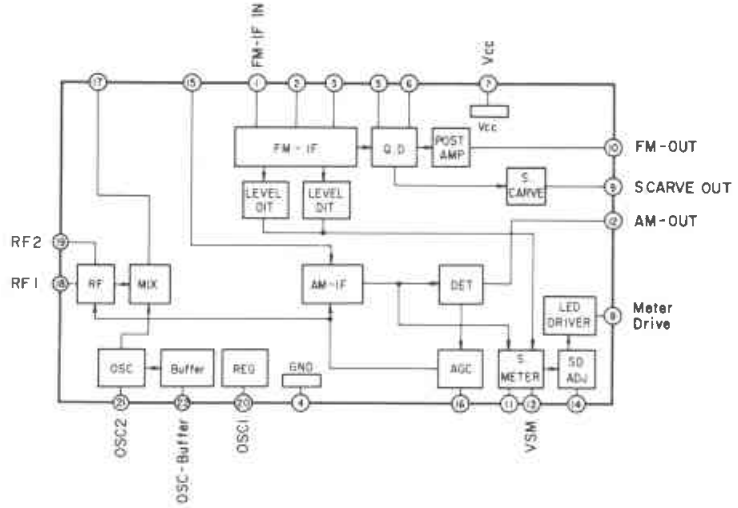 FM-IF IN
Vcc
17
15
1
2
3
5
6
7
Vcc
FM-IF
Q.D
POST
AMP
10
FM-OUT
LEVEL
DIT
LEVEL
DIT
S
CARVE
9
S CARVE OUT
12
AM-OUT
RF2
19
RF1
18
RF
MIX
AM-IF
DET
LED
DRIVER
8
Meter
Drive
OSC
Buffer
REG
GND
AGC
S
METER
SD
ADJ
21
20
4
16
11
13
14
OSC2
OSC-Buffer
OSC1
VSM